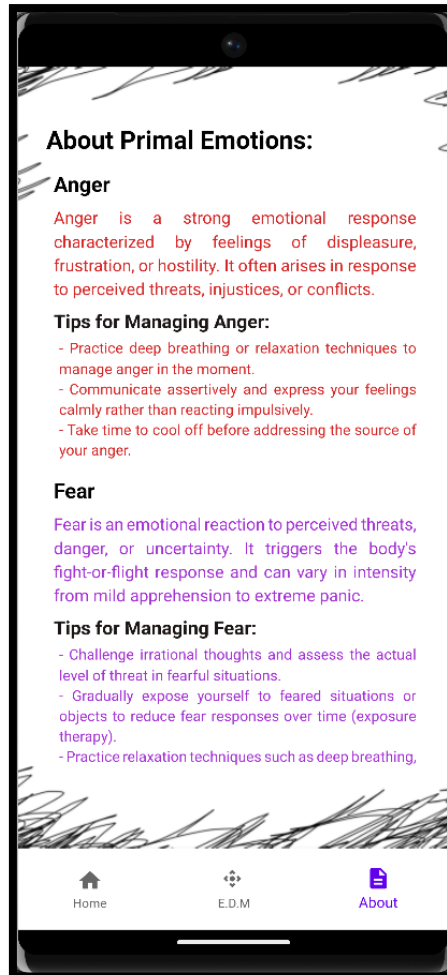 About Primal Emotions:
Anger
Anger is a strong emotional response
characterized by feelings of displeasure,
frustration, or hostility. It often arises in response
to perceived threats, injustices, or conflicts.
Tips for Managing Anger:
- Practice deep breathing or relaxation techniques to
manage anger in the moment.
- Communicate assertively and express your feelings
calmly rather than reacting impulsively.
- Take time to cool off before addressing the source of
your anger.
Fear
Fear is an emotional reaction to perceived threats,
danger, or uncertainty. It triggers the body's
fight-or-flight response and can vary in intensity
from mild apprehension to extreme panic.
Tips for Managing Fear:
- Challenge irrational thoughts and assess the actual
level of threat in fearful situations.
- Gradually expose yourself to feared situations or
objects to reduce fear responses over time (exposure
therapy).
- Practice relaxation techniques such as deep breathing,
Home
E.D.M
About